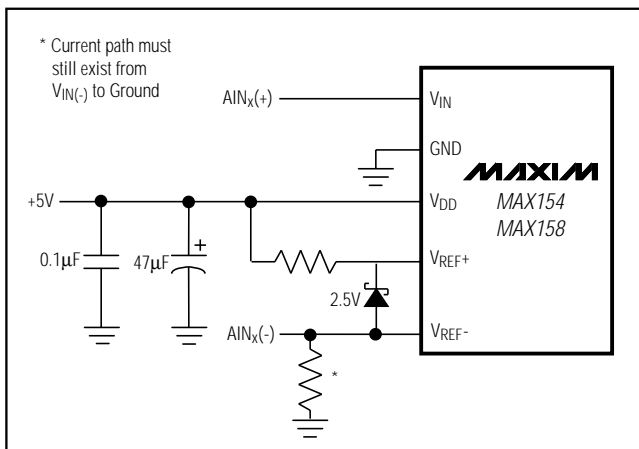 * Current path must
still exist from
VIN(-) to Ground
AINx(+)
VIN
GND
MAXIM
MAX154
MAX158
+5V
VDD
0.1µF
47µF
+
VREF+
2.5V
AINx(-)
VREF-
*